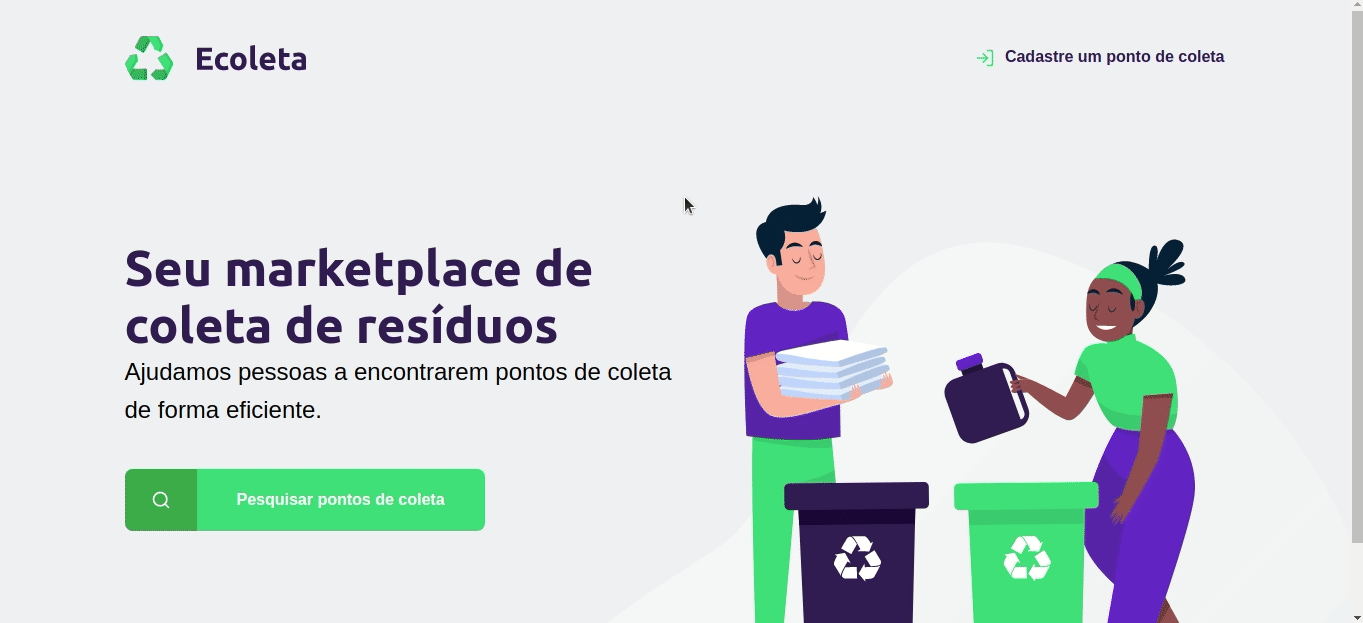 Ecoleta
Cadastre um ponto de coleta
Seu marketplace de
coleta de resíduos
Ajudamos pessoas a encontrarem pontos de coleta
de forma eficiente.
Pesquisar pontos de coleta